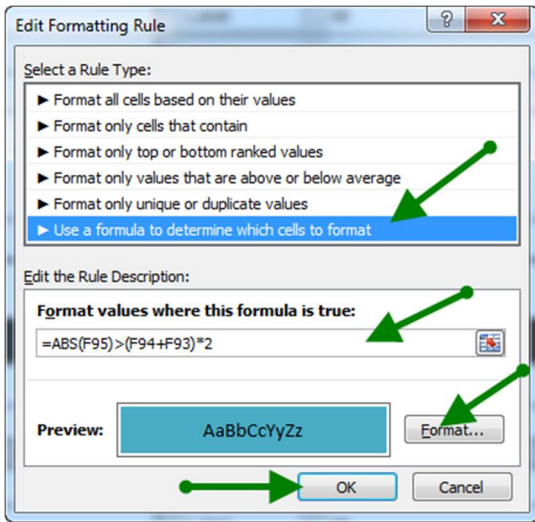 Edit Formatting Rule
Select a Rule Type:
► Format all cells based on their values
► Format only cells that contain
► Format only top or bottom ranked values
► Format only values that are above or below average
► Format only unique or duplicate values
► Use a formula to determine which cells to format
Edit the Rule Description:
Format values where this formula is true:
=ABS(F95)>(F94+F93)*2
Preview: AaBbCcYyZz Format...
OK Cancel